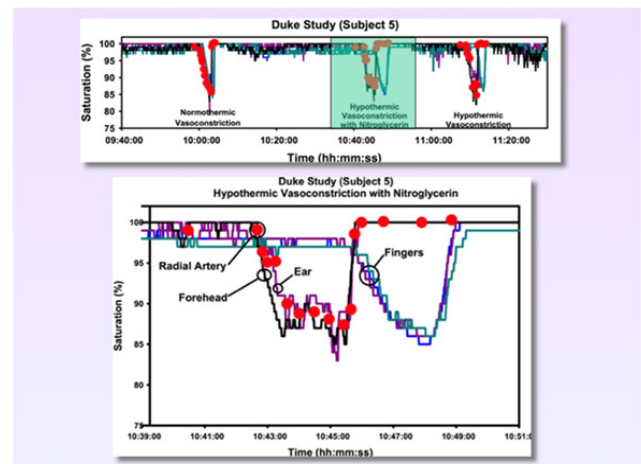 Duke Study (Subject 5)
Saturation (%)
100
95
90
85
80
75
Normothermic
Vasoconstriction
Hypothermic
Vasoconstriction
with Nitroglycerin
Hypothermic
Vasoconstriction
09:40:00
10:00:00
10:20:00
10:40:00
11:00:00
11:20:00
Time (hh:mm:ss)
Duke Study (Subject 5)
Hypothermic Vasoconstriction with Nitroglycerin
Saturation (%)
100
95
90
85
80
75
Radial Artery
Forehead
Ear
Fingers
10:39:00
10:41:00
10:43:00
10:45:00
10:47:00
10:49:00
10:51:0
Time (hh:mm:ss)